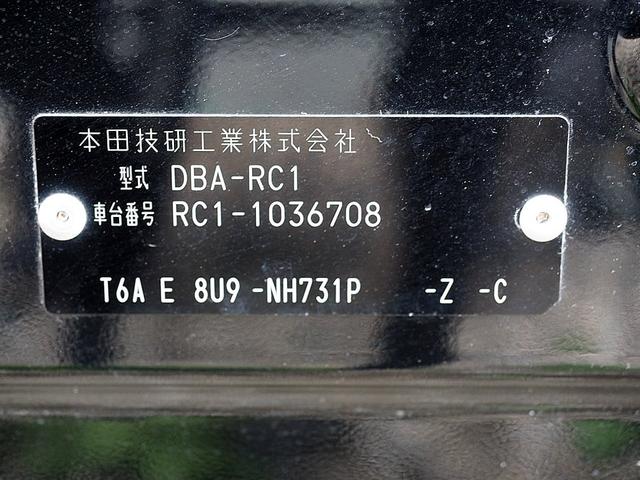 本田技研工業株式会社
型式 DBA-RC1
車台番号 RC1-1036708
T6A E 8U9 -NH731P -Z -C